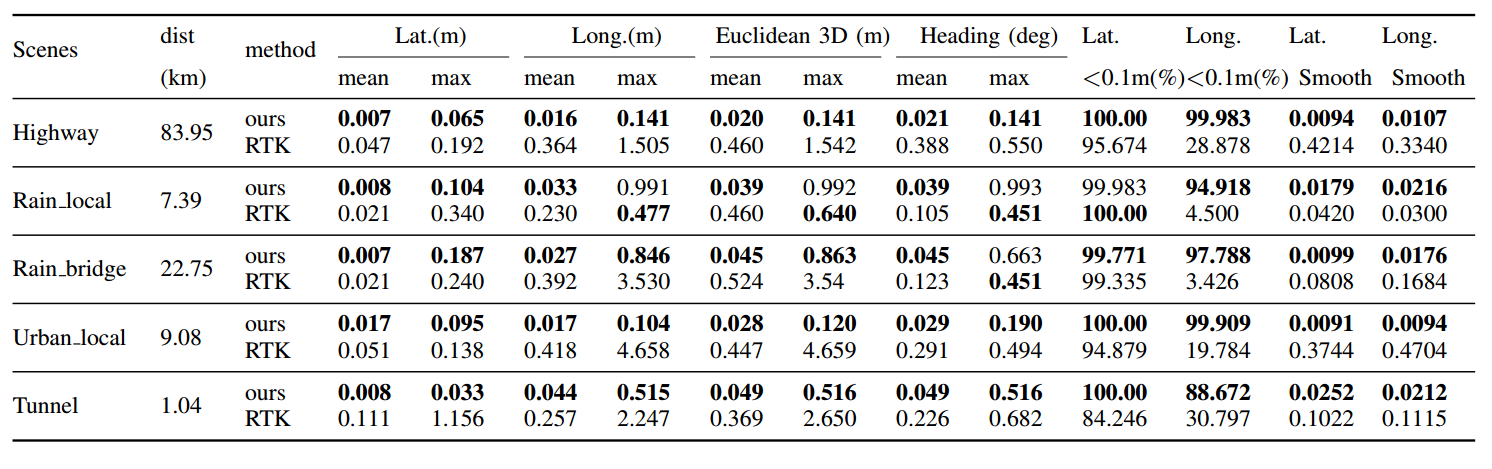 Scenes dist (km) method Lat.(m) Long.(m) Euclidean 3D (m) Heading (deg) Lat. Long. Lat. Long.
mean max mean max mean max mean max <0.1m(%) <0.1m(%) Smooth Smooth
Highway 83.95 ours 0.007 0.065 0.016 0.141 0.020 0.141 0.021 0.141 100.00 99.983 0.0094 0.0107
RTK 0.047 0.192 0.364 1.505 0.460 1.542 0.388 0.550 95.674 28.878 0.4214 0.3340
Rain_local 7.39 ours 0.008 0.104 0.033 0.991 0.039 0.992 0.039 0.993 99.983 94.918 0.0179 0.0216
RTK 0.021 0.340 0.230 0.477 0.460 0.640 0.105 0.451 100.00 4.500 0.0420 0.0300
Rain_bridge 22.75 ours 0.007 0.187 0.027 0.846 0.045 0.863 0.045 0.663 99.771 97.788 0.0099 0.0176
RTK 0.021 0.240 0.392 3.530 0.524 3.54 0.123 0.451 99.335 3.426 0.0808 0.1684
Urban_local 9.08 ours 0.017 0.095 0.017 0.104 0.028 0.120 0.029 0.190 100.00 99.909 0.0091 0.0094
RTK 0.051 0.138 0.418 4.658 0.447 4.659 0.291 0.494 94.879 19.784 0.3744 0.4704
Tunnel 1.04 ours 0.008 0.033 0.044 0.515 0.049 0.516 0.049 0.516 100.00 88.672 0.0252 0.0212
RTK 0.111 1.156 0.257 2.247 0.369 2.650 0.226 0.682 84.246 30.797 0.1022 0.1115